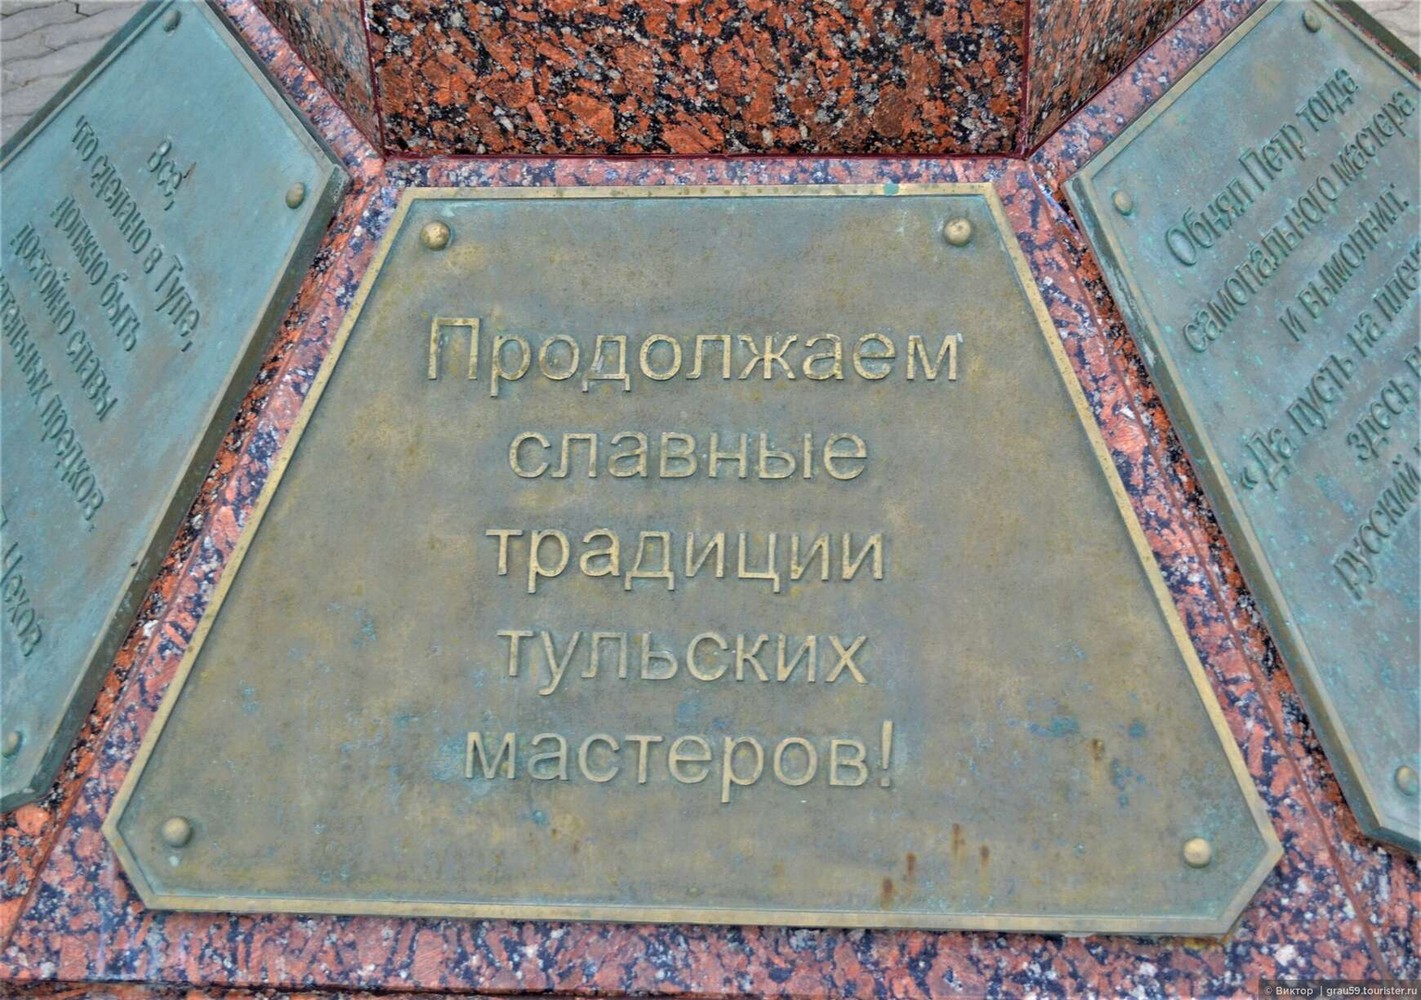 Всё,
что сделано в Туле,
должно быть
достойно славы
предков.
Чехов
Продолжаем
славные
традиции
тульских
мастеров!
Обнял Петр тогда
самопального мастера
и вымолвил:
«Да пусть на
здесь
русский
© Виктор | grau59.tourister.ru